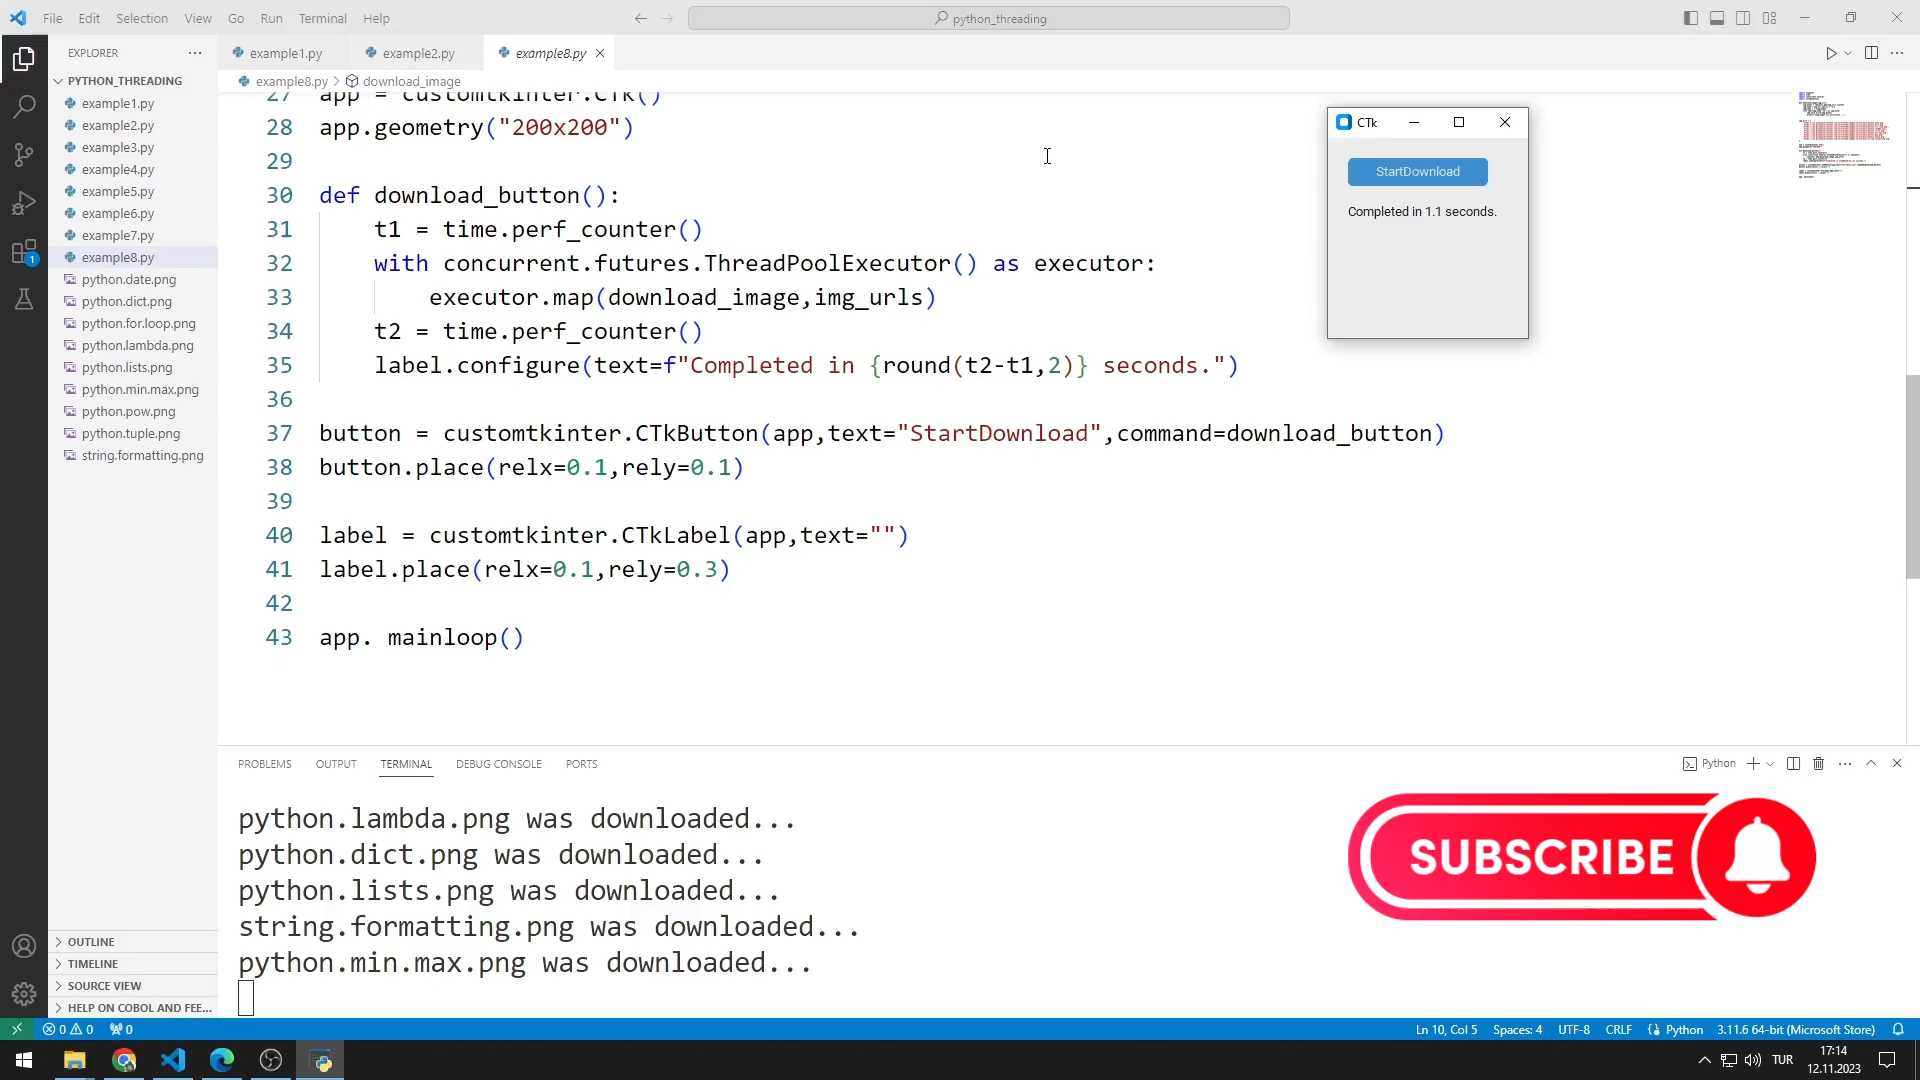 File Edit Selection View Go Run Terminal Help
python_threading
EXPLORER
PYTHON_THREADING
example1.py
example2.py
example3.py
example4.py
example5.py
example6.py
example7.py
example8.py
python.date.png
python.dict.png
python.for.loop.png
python.lambda.png
python.lists.png
python.min.max.png
python.pow.png
python.tuple.png
string.formatting.png
OUTLINE
TIMELINE
SOURCE VIEW
HELP ON COBOL AND FEE...
1
example1.py example2.py example8.py
example8.py > download_image
27 app = customtkinter.CTk()
28 app.geometry("200x200")
29
30 def download_button():
31 t1 = time.perf_counter()
32 with concurrent.futures.ThreadPoolExecutor() as executor:
33 executor.map(download_image,img_urls)
34 t2 = time.perf_counter()
35 label.configure(text=f"Completed in {round(t2-t1,2)} seconds.")
36
37 button = customtkinter.CTkButton(app,text="StartDownload",command=download_button)
38 button.place(relx=0.1,rely=0.1)
39
40 label = customtkinter.CTkLabel(app,text="")
41 label.place(relx=0.1,rely=0.3)
42
43 app. mainloop()
CTk
StartDownload
Completed in 1.1 seconds.
PROBLEMS OUTPUT TERMINAL DEBUG CONSOLE PORTS
Python
python.lambda.png was downloaded...
python.dict.png was downloaded...
python.lists.png was downloaded...
string.formatting.png was downloaded...
python.min.max.png was downloaded...
SUBSCRIBE
0 0 0
Ln 10, Col 5 Spaces: 4 UTF-8 CRLF Python 3.11.6 64-bit (Microsoft Store)
TUR
17:14
12.11.2023